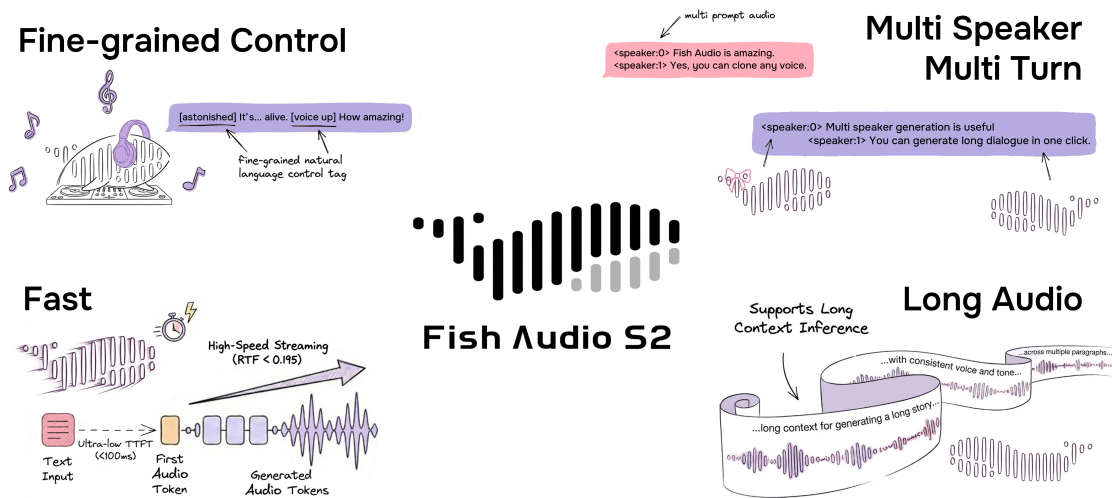 Fine-grained Control
[astonished] It's... alive. [voice up] How amazing!
fine-grained natural
language control tag
multi prompt audio
<speaker:0> Fish Audio is amazing.
<speaker:1> Yes, you can clone any voice.
Multi Speaker
Multi Turn
<speaker:0> Multi speaker generation is useful
<speaker:1> You can generate long dialogue in one click.
Fish Audio S2
Fast
High-Speed Streaming
(RTF < 0.195)
Ultra-low TTFT
(<100ms)
Text
Input
First
Audio
Token
Generated
Audio Tokens
Long Audio
Supports Long
Context Inference
...long context for generating a long story...
...with consistent voice and tone...
...across multiple paragraphs...